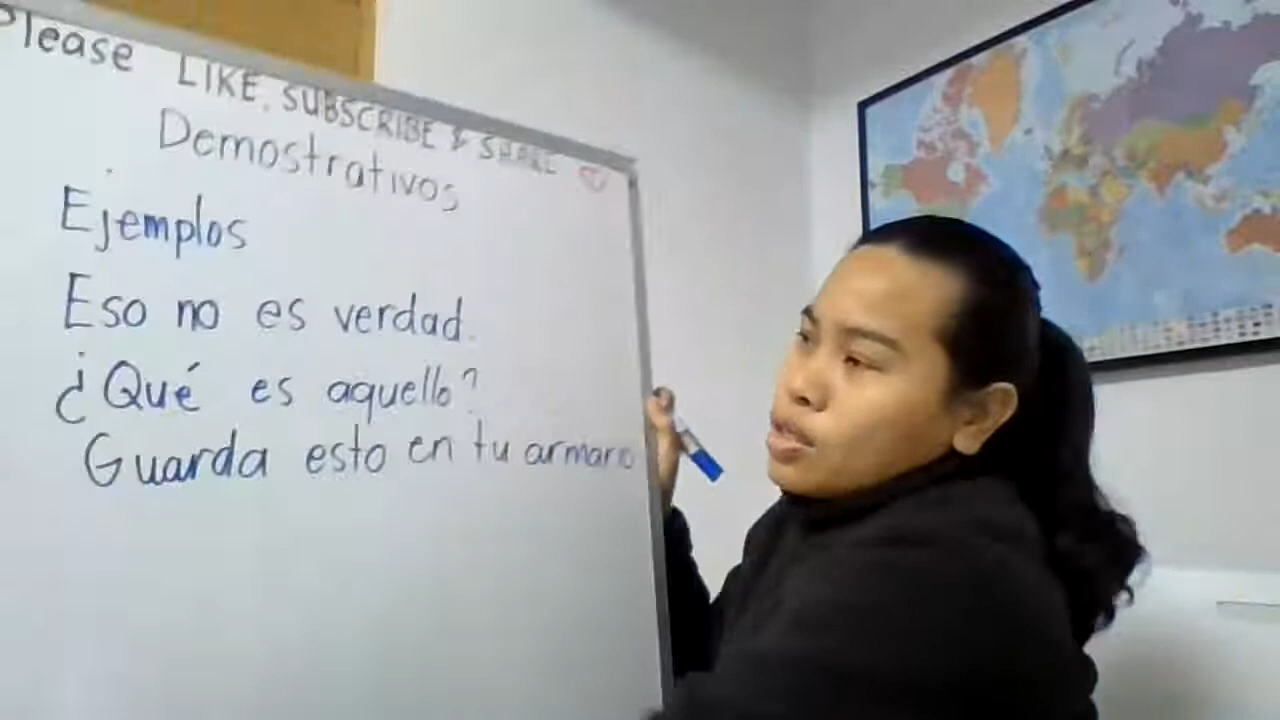 Please LIKE, SUBSCRIBE & SHARE
Demostrativos
Ejemplos
Eso no es verdad.
¿Qué es aquello?
Guarda esto en tu armario